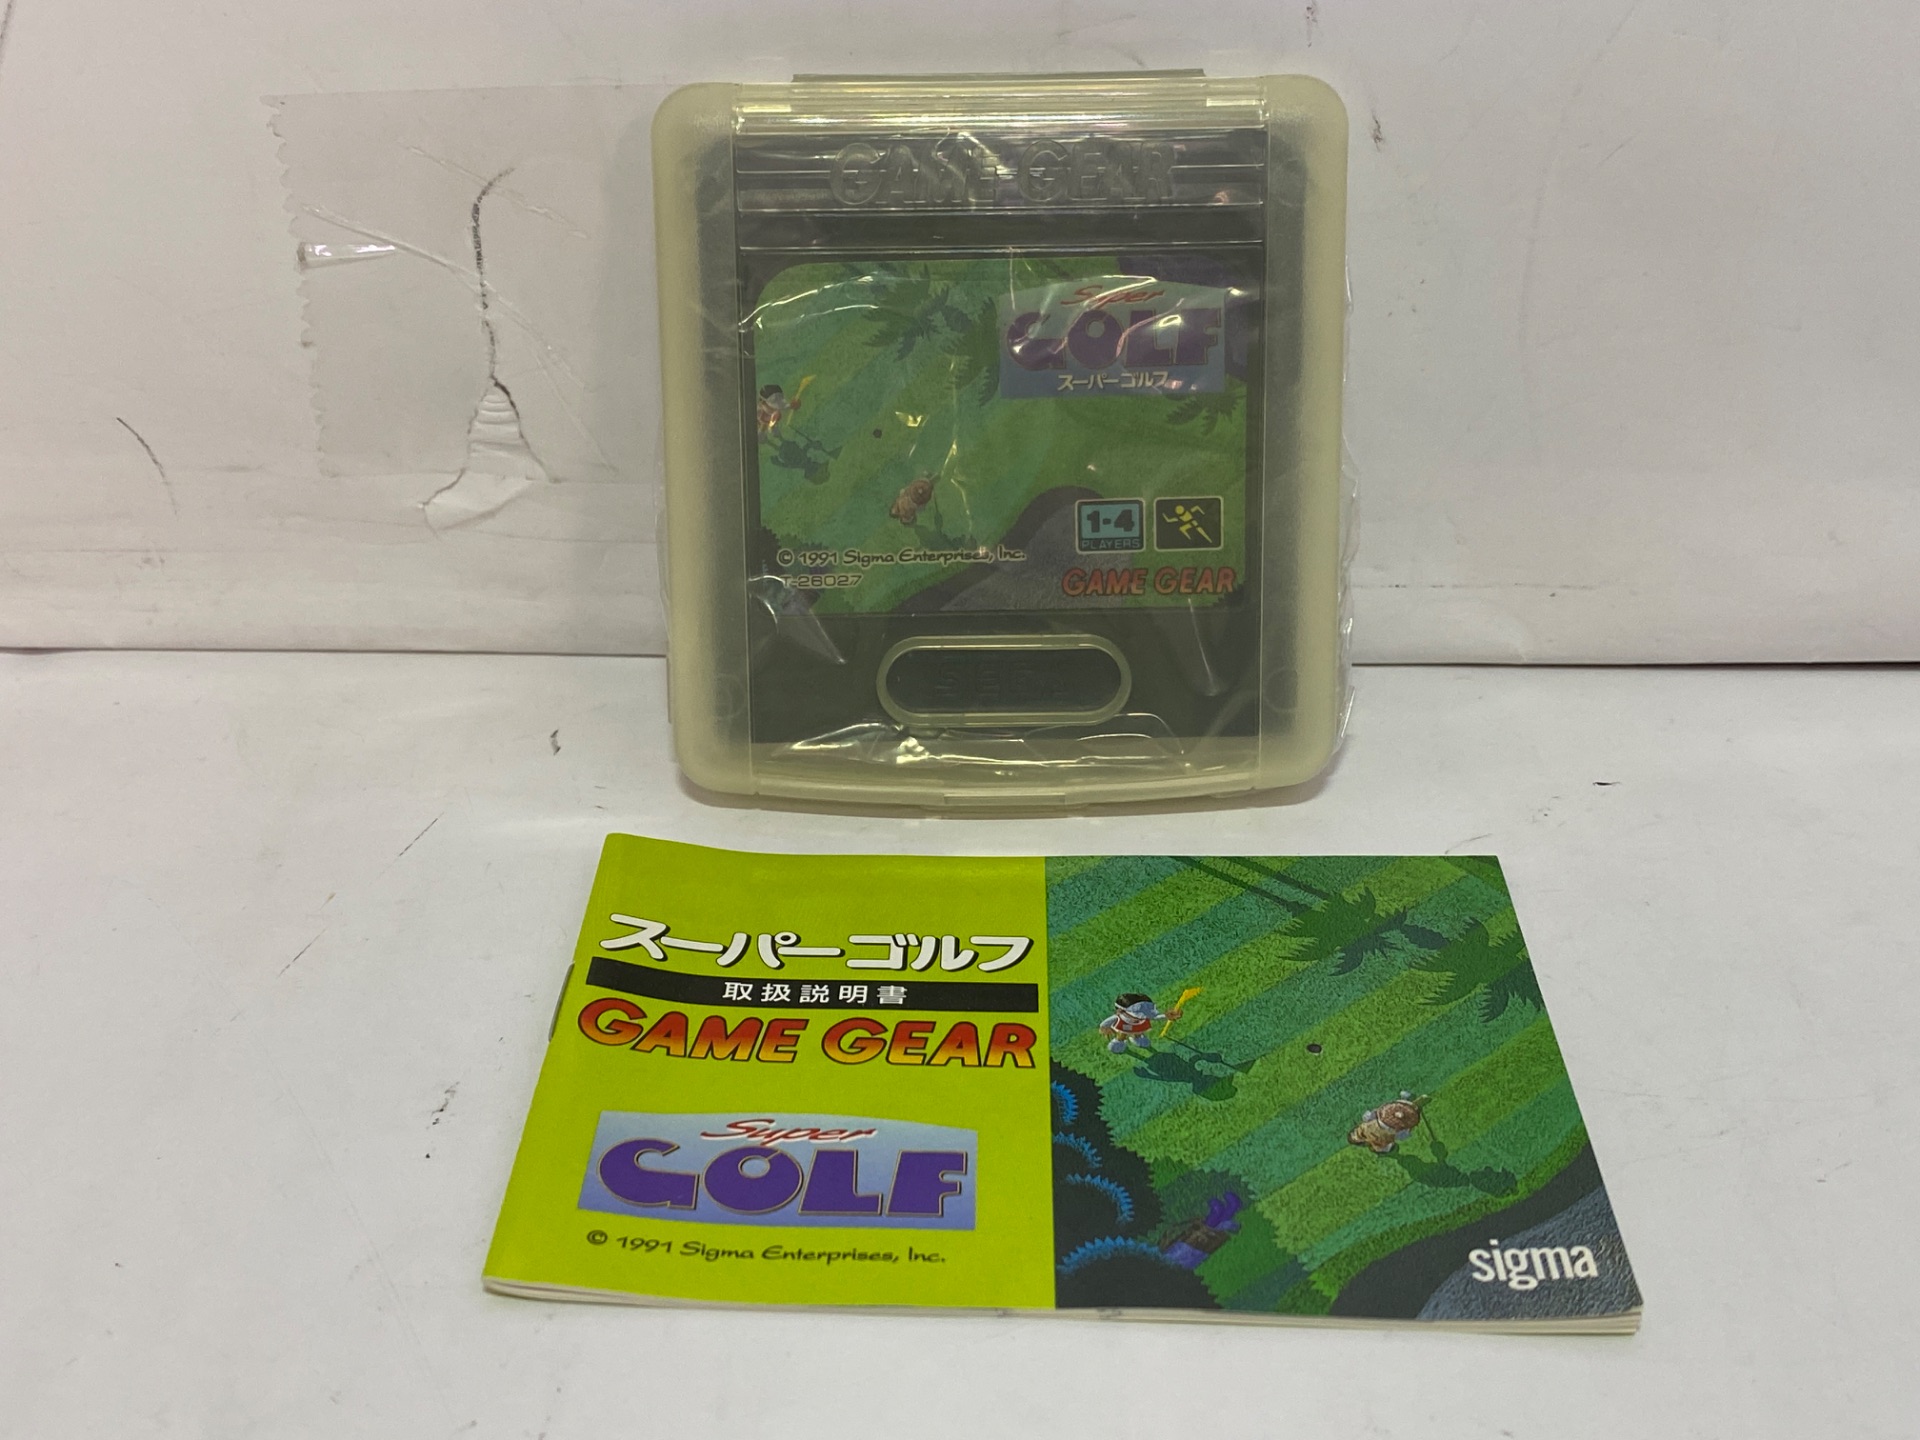 GAME GEAR
Super
GOLF
スーパーゴルフ
1-4
PLAYERS
© 1991 Sigma Enterprises, Inc.
T-28027
GAME GEAR
SEGA
スーパーゴルフ
取扱説明書
GAME GEAR
Super
GOLF
© 1991 Sigma Enterprises, Inc.
sigma